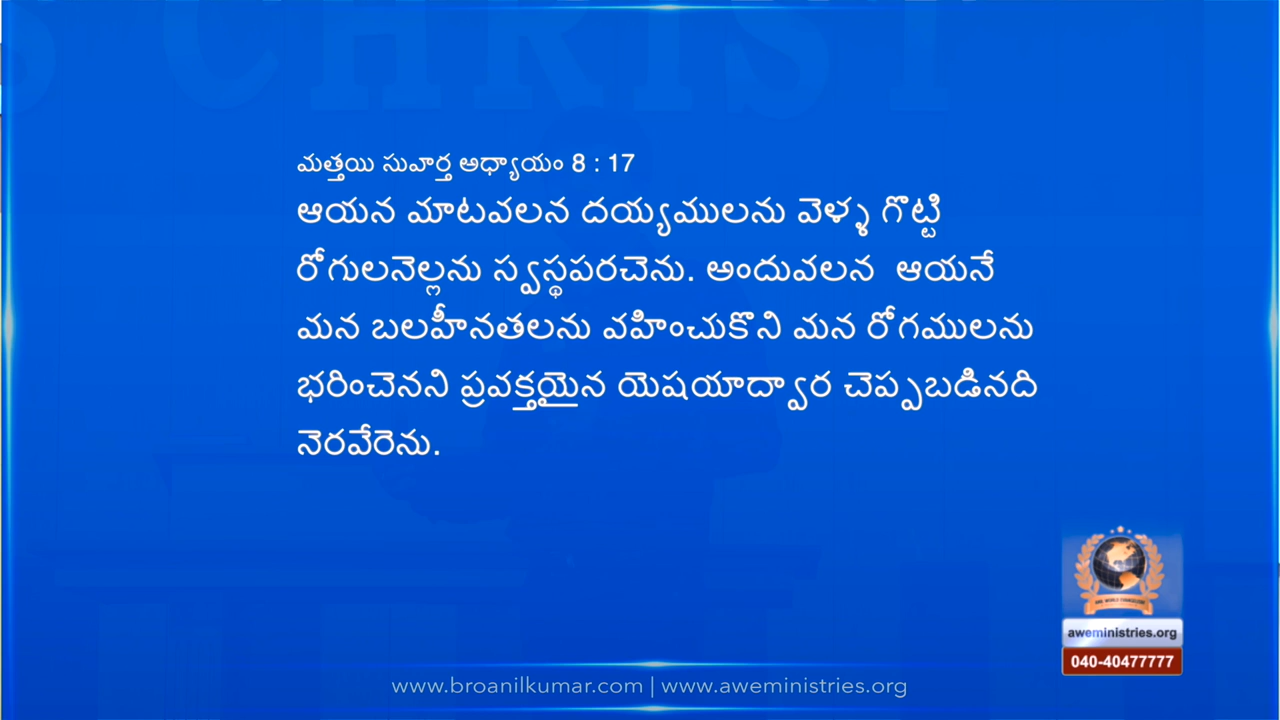 S CHRIST
మత్తయి సువార్త అధ్యాయం 8 : 17
ఆయన మాటవలన దయ్యములను వెళ్ళ గొట్టి
రోగులనెల్లను స్వస్థపరచెను. అందువలన ఆయనే
మన బలహీనతలను వహించుకొని మన రోగములను
భరించెనని ప్రవక్తయైన యెషయాద్వార చెప్పబడినది
నెరవేరెను.
aweministries.org
040-40477777
www.broanilkumar.com | www.aweministries.org